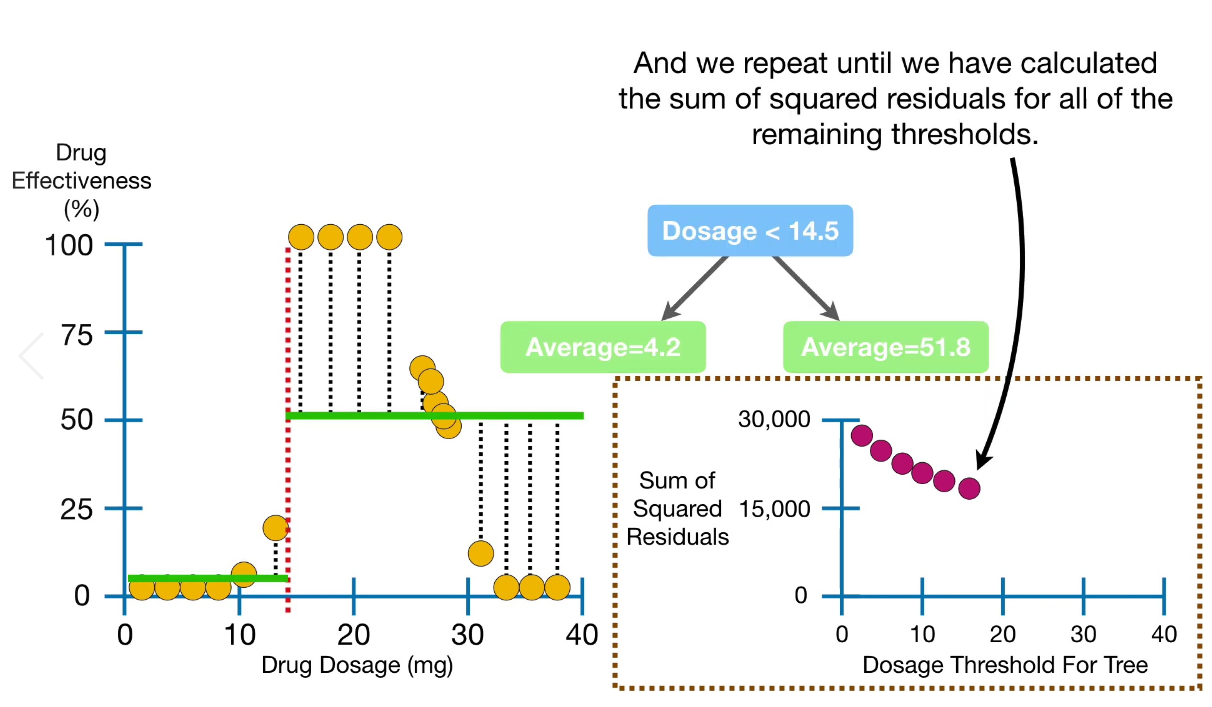 And we repeat until we have calculated
the sum of squared residuals for all of the
remaining thresholds.
Drug
Effectiveness
(%)
100
75
50
25
0
0
10
20
30
40
Drug Dosage (mg)
Dosage < 14.5
Average=4.2
Average=51.8
Sum of
Squared
Residuals
30,000
15,000
0
0
10
20
30
40
Dosage Threshold For Tree